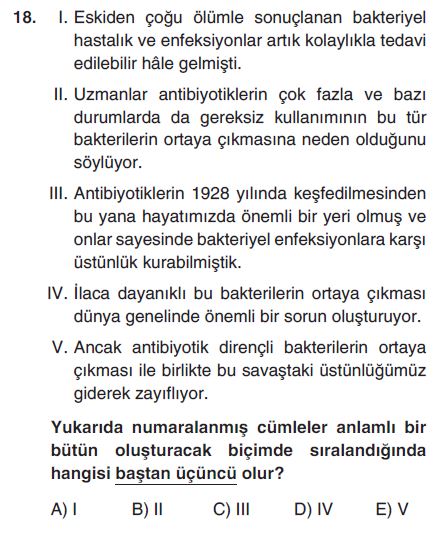 18. I. Eskiden çoğu ölümle sonuçlanan bakteriyel
hastalık ve enfeksiyonlar artık kolaylıkla tedavi
edilebilir hâle gelmişti.
II. Uzmanlar antibiyotiklerin çok fazla ve bazı
durumlarda da gereksiz kullanımının bu tür
bakterilerin ortaya çıkmasına neden olduğunu
söylüyor.
III. Antibiyotiklerin 1928 yılında keşfedilmesinden
bu yana hayatımızda önemli bir yeri olmuş ve
onlar sayesinde bakteriyel enfeksiyonlara karşı
üstünlük kurabilmiştik.
IV. İlaca dayanıklı bu bakterilerin ortaya çıkması
dünya genelinde önemli bir sorun oluşturuyor.
V. Ancak antibiyotik dirençli bakterilerin ortaya
çıkması ile birlikte bu savaştaki üstünlüğümüz
giderek zayıflıyor.
Yukarıda numaralanmış cümleler anlamlı bir
bütün oluşturacak biçimde sıralandığında
hangisi baştan üçüncü olur?
A) I B) II C) III D) IV E) V